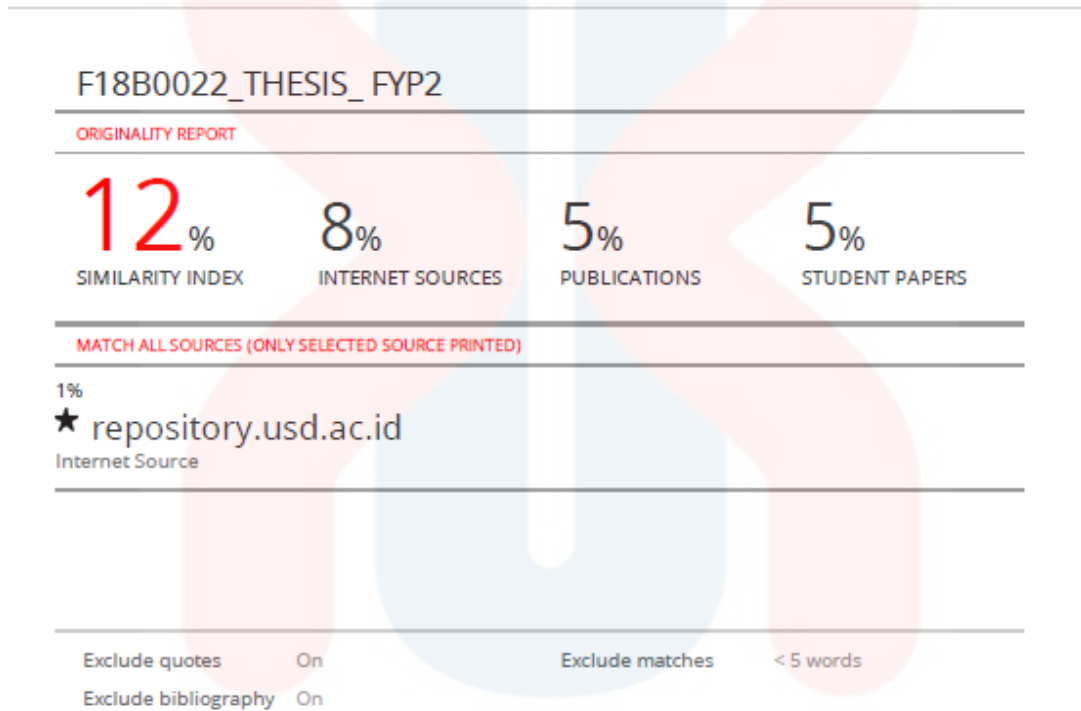 F18B0022_THESIS_ FYP2
ORIGINALITY REPORT
12% 8% 5% 5%
SIMILARITY INDEX INTERNET SOURCES PUBLICATIONS STUDENT PAPERS
MATCH ALL SOURCES (ONLY SELECTED SOURCE PRINTED)
1%
★ repository.usd.ac.id
Internet Source
Exclude quotes On Exclude matches < 5 words
Exclude bibliography On